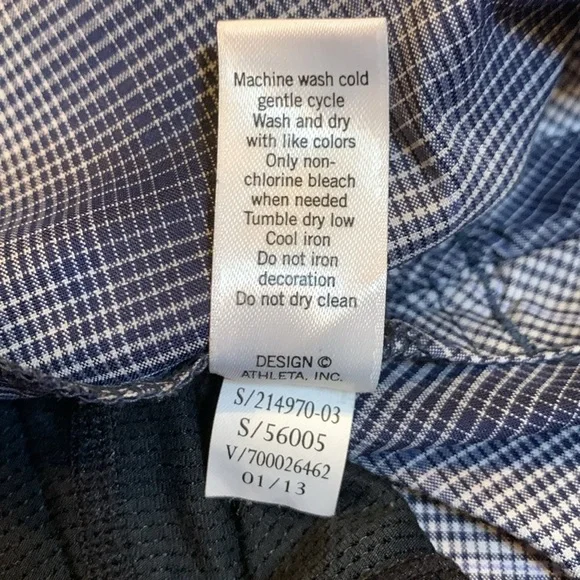 Machine wash cold
gentle cycle
Wash and dry
with like colors
Only non-
chlorine bleach
when needed
Tumble dry low
Cool iron
Do not iron
decoration
Do not dry clean
DESIGN ©
ATHLETA, INC.
S/214970-03
S/56005
V/700026462
01/13